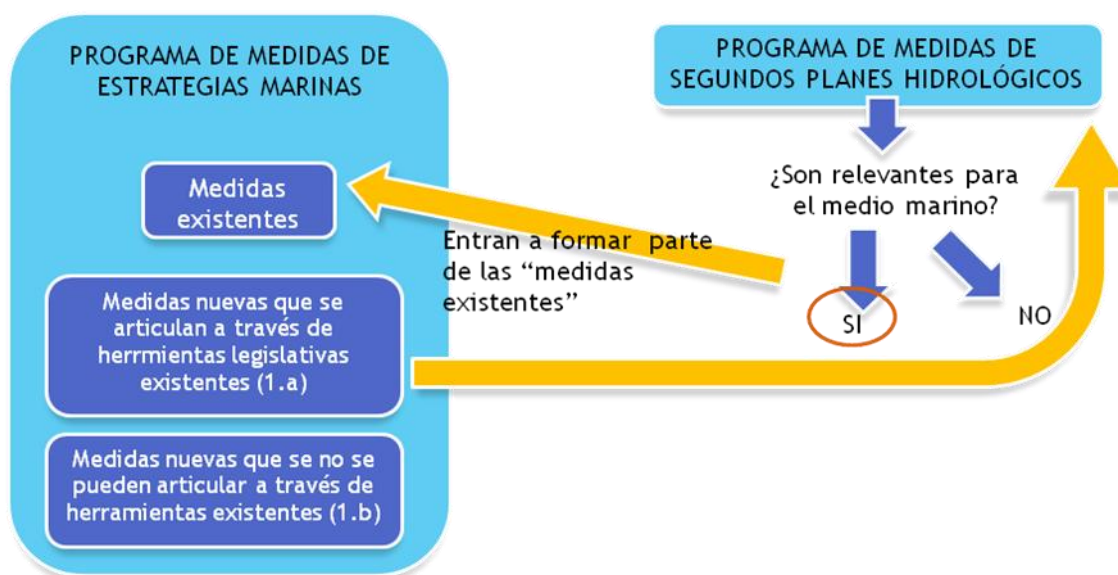 PROGRAMA DE MEDIDAS DE
ESTRATEGIAS MARINAS
Medidas
existentes
Medidas nuevas que se
articulan a través de
herrmientas legislativas
existentes (1.a)
Medidas nuevas que se no se
pueden articular a través de
herramientas existentes (1.b)
Entran a formar parte
de las “medidas
existentes”
PROGRAMA DE MEDIDAS DE
SEGUNDOS PLANES HIDROLÓGICOS
¿Son relevantes para
el medio marino?
SI
NO